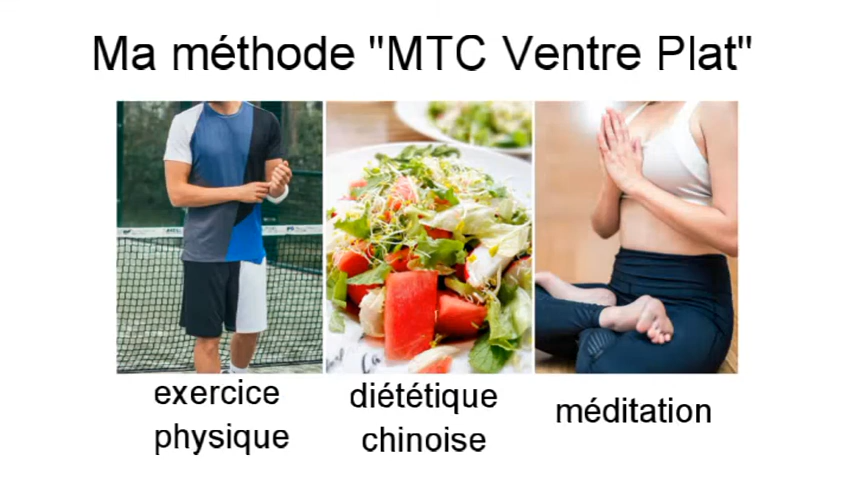 Ma méthode "MTC Ventre Plat"
exercice
physique
diététique
chinoise
méditation